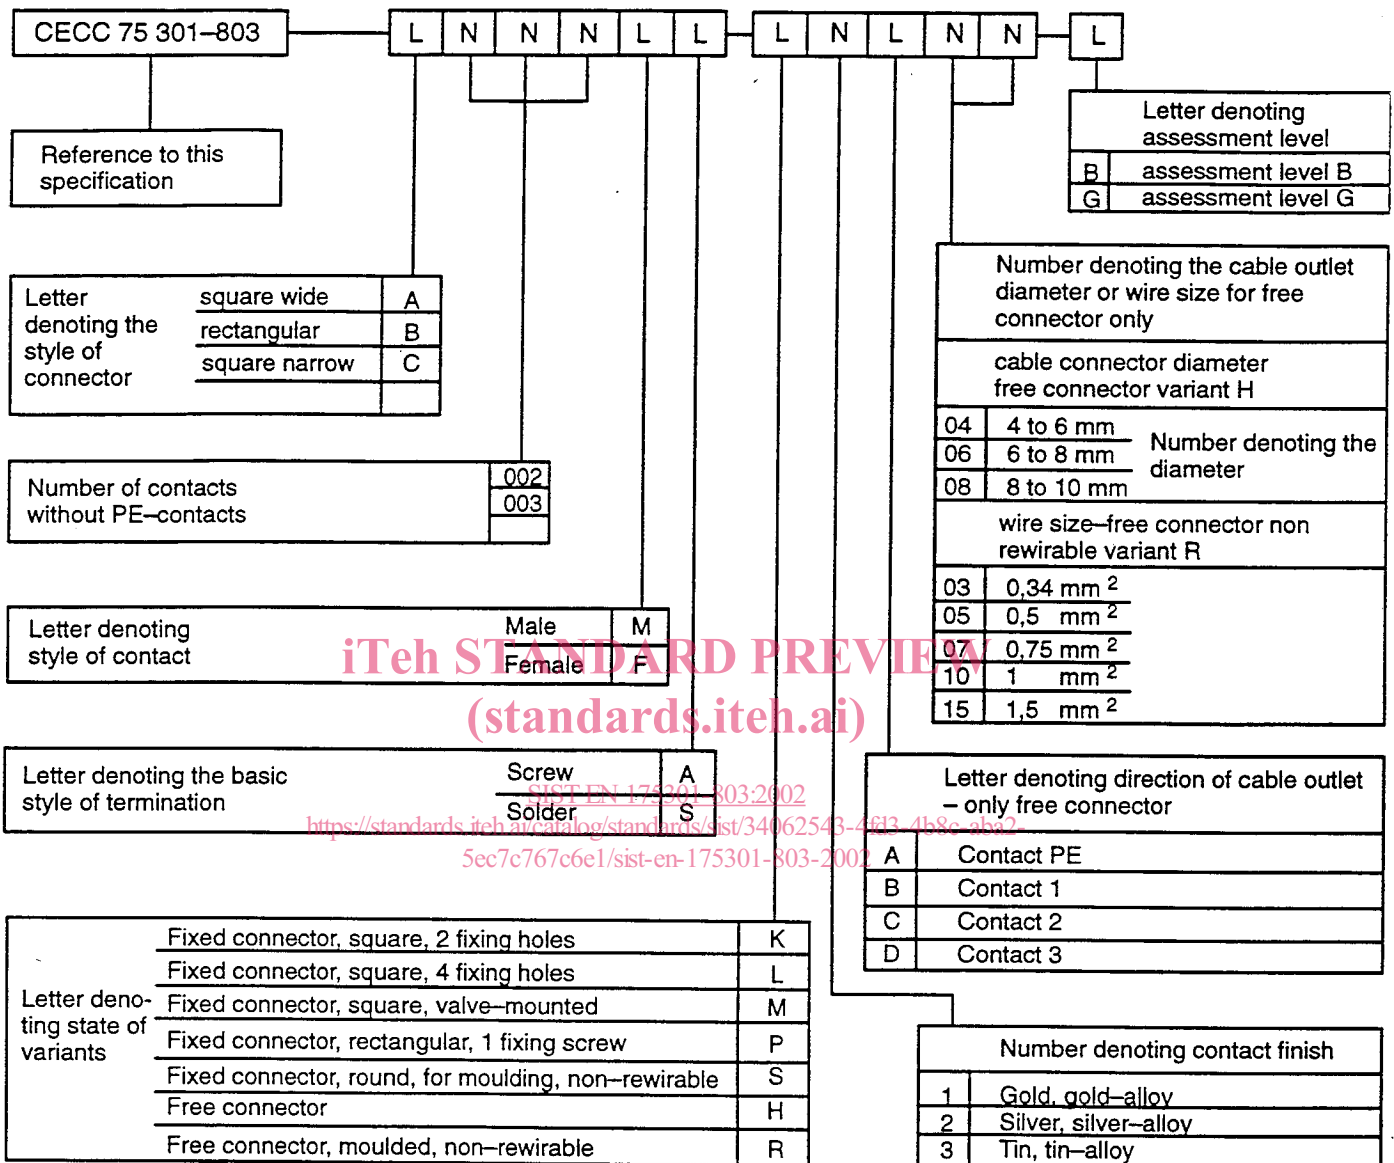 CECC 75 301–803
L N N N L L L N L N N L
Reference to this
specification
Letter denoting
assessment level
B assessment level B
G assessment level G
Letter
denoting the
style of
connector
square wide A
rectangular B
square narrow C
Number denoting the cable outlet
diameter or wire size for free
connector only
cable connector diameter
free connector variant H
04 4 to 6 mm
06 6 to 8 mm
08 8 to 10 mm
Number denoting the
diameter
wire size–free connector non
rewirable variant R
03 0,34 mm 2
05 0,5 mm 2
07 0,75 mm 2
10 1 mm 2
15 1,5 mm 2
Number of contacts
without PE–contacts
002
003
Letter denoting
style of contact
Male M
Female F
iTeh STANDARD PREVIEW
(standards.iteh.ai)
Letter denoting the basic
style of termination
Screw A
Solder S
SIST EN 175301-803:2002
https://standards.iteh.ai/catalog/standards/sist/34062543-4fd3-4b8c-aba2-
5ec7c767c6e1/sist-en-175301-803-2002
Letter denoting direction of cable outlet
– only free connector
A Contact PE
B Contact 1
C Contact 2
D Contact 3
Letter deno-
ting state of
variants
Fixed connector, square, 2 fixing holes K
Fixed connector, square, 4 fixing holes L
Fixed connector, square, valve–mounted M
Fixed connector, rectangular, 1 fixing screw P
Fixed connector, round, for moulding, non–rewirable S
Free connector H
Free connector, moulded, non–rewirable R
Number denoting contact finish
1 Gold, gold–alloy
2 Silver, silver–alloy
3 Tin, tin–alloy